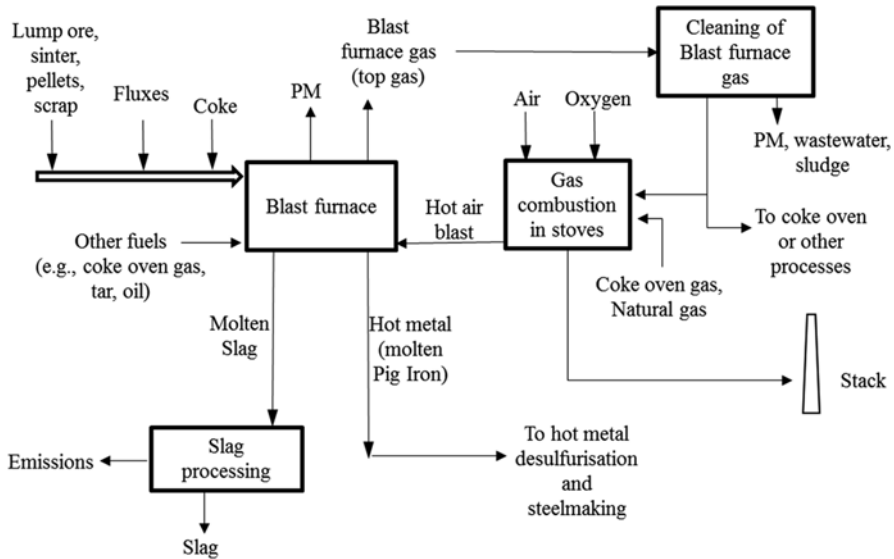 Lump ore,
sinter,
pellets,
scrap
Fluxes
Coke
PM
Blast
furnace gas
(top gas)
Cleaning of
Blast furnace
gas
Air
Oxygen
PM, wastewater,
sludge
Blast furnace
Hot air
blast
Gas
combustion
in stoves
To coke oven
or other
processes
Other fuels
(e.g., coke oven gas,
tar, oil)
Coke oven gas,
Natural gas
Molten
Slag
Hot metal
(molten
Pig Iron)
Stack
Slag
processing
Emissions
To hot metal
desulfurisation
and
steelmaking
Slag